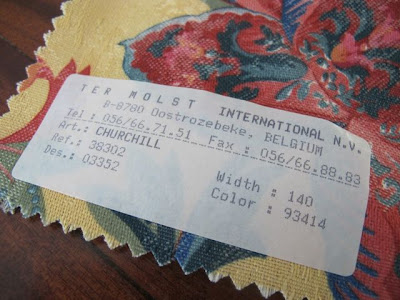 TER MOLST INTERNATIONAL N.V.
B-8780 Oostrozebeke, BELGIUM
Tel : 056/66.71.51 Fax : 056/66.88.83
Art.: CHURCHILL
Ref.: 38302
Des.: 03352
Width : 140
Color : 93414